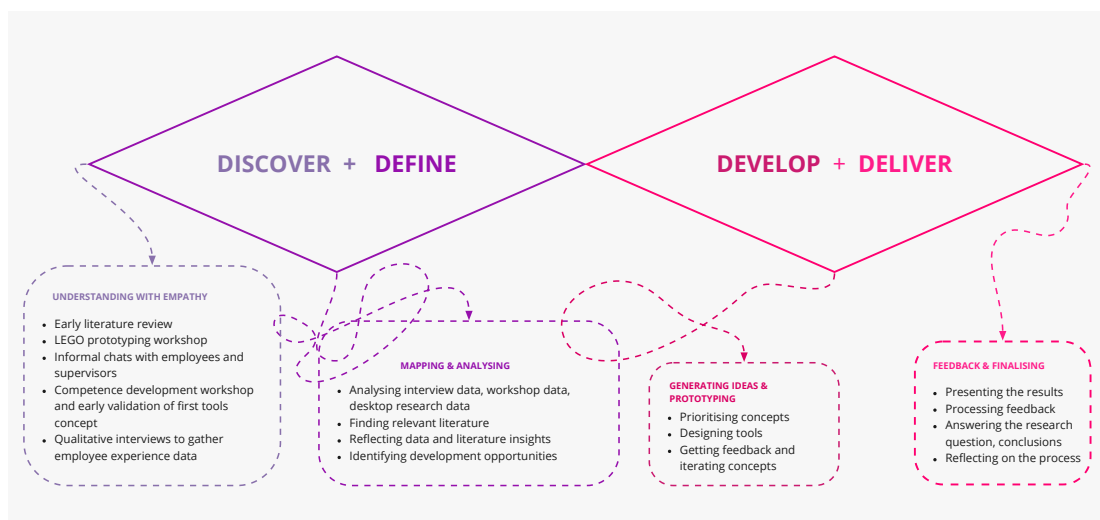 DISCOVER + DEFINE
DEVELOP + DELIVER
UNDERSTANDING WITH EMPATHY
• Early literature review
• LEGO prototyping workshop
• Informal chats with employees and
supervisors
• Competence development workshop
and early validation of first tools
concept
• Qualitative interviews to gather
employee experience data
MAPPING & ANALYSING
• Analysing interview data, workshop data,
desktop research data
• Finding relevant literature
• Reflecting data and literature insights
• Identifying development opportunities
GENERATING IDEAS &
PROTOTYPING
• Prioritising concepts
• Designing tools
• Getting feedback and
iterating concepts
FEEDBACK & FINALISING
• Presenting the results
• Processing feedback
• Answering the research
question, conclusions
• Reflecting on the process